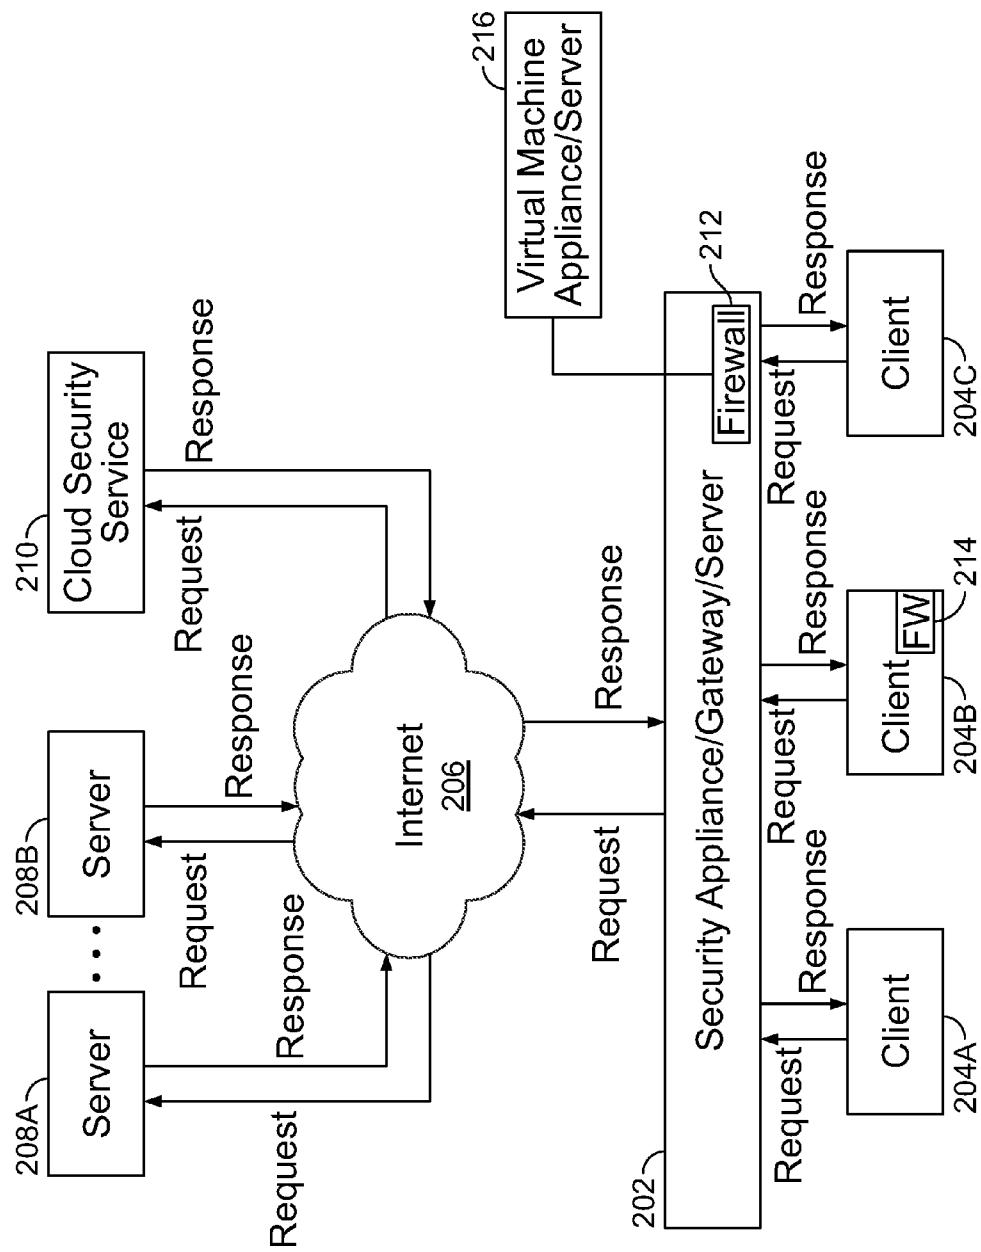 208A
Server
208B
Server
210
Cloud Security
Service
Request
Response
Request
Response
Request
Response
Internet
206
216
Virtual Machine
Appliance/Server
Request
Response
202
Security Appliance/Gateway/Server
Firewall
212
Request
Response
Request
Response
Request
Response
Client
204A
Client
FW
214
204B
Client
204C